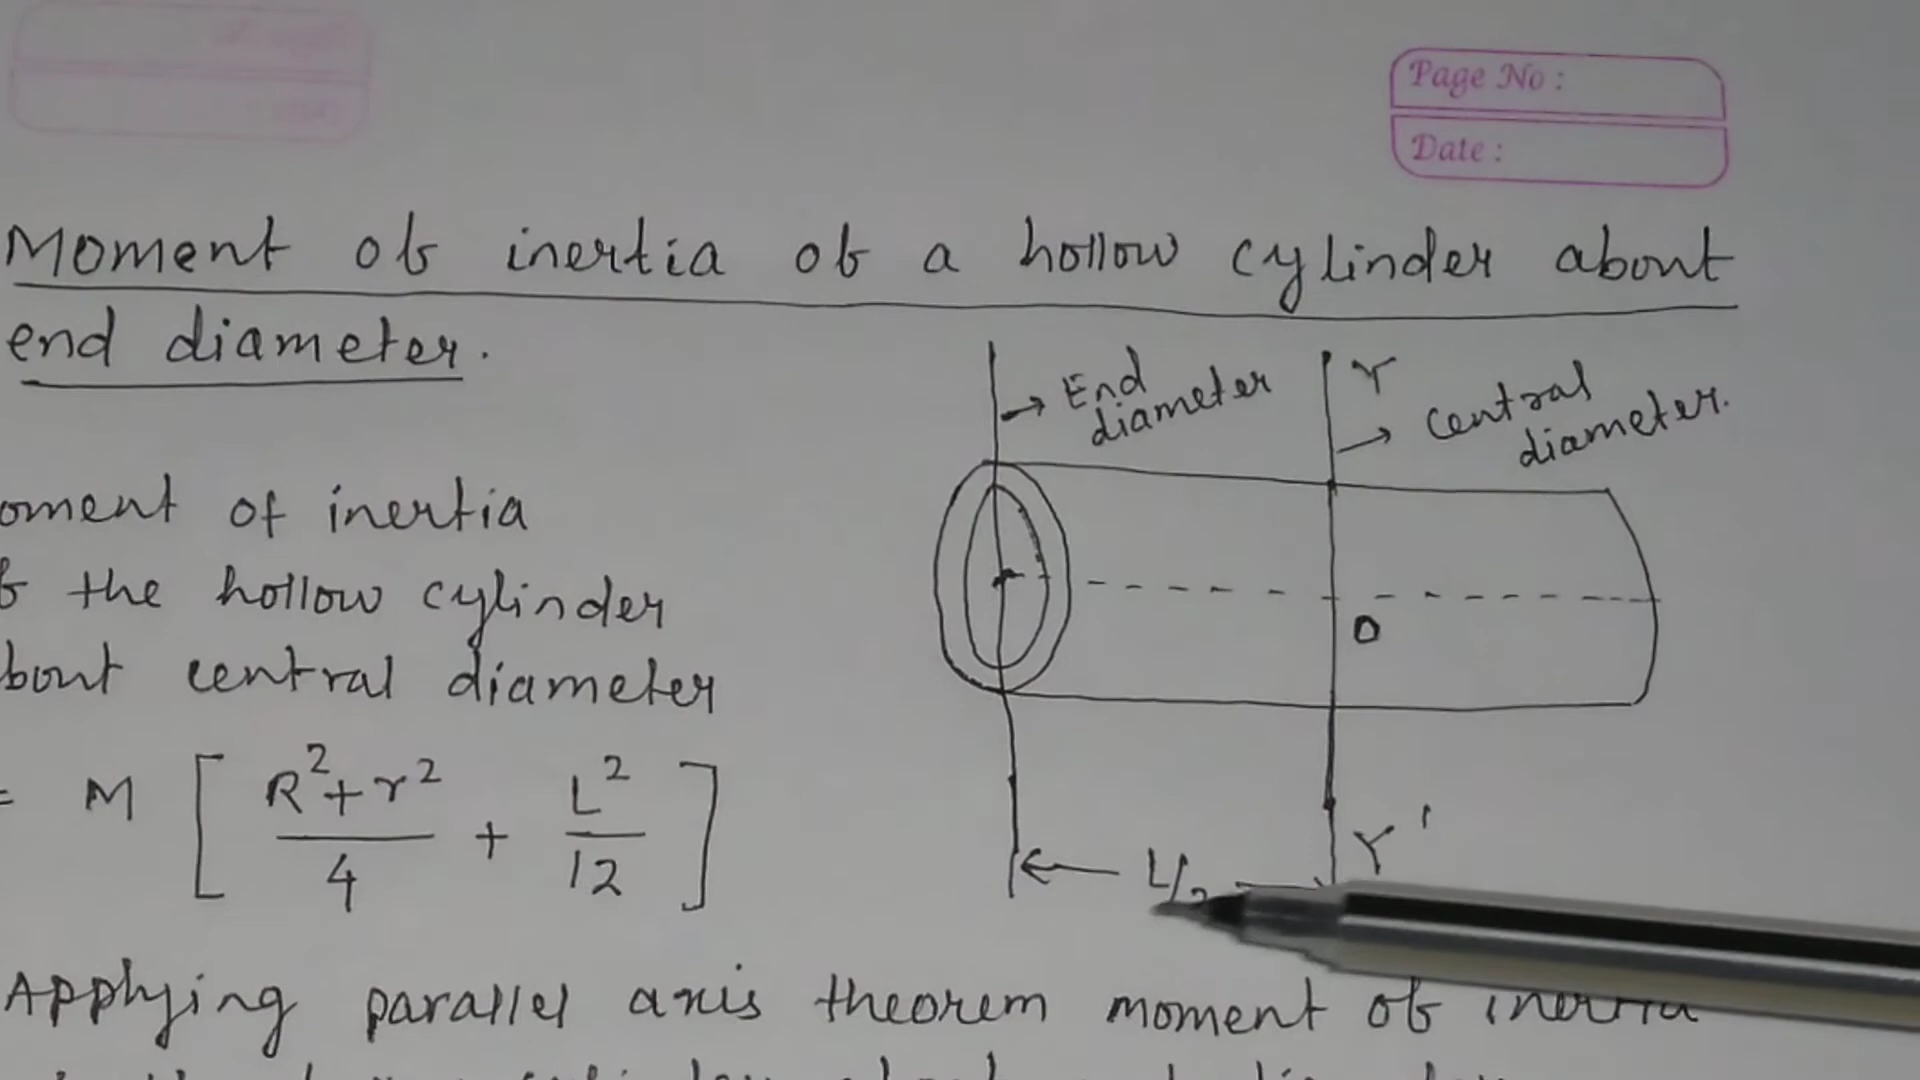 Page No :
Date :
Moment of inertia of a hollow cylinder about
end diameter.
End
diameter
Y
Central
diameter.
oment of inertia
the hollow cylinder
bout central diameter
O
= M [ R²+r²/4 + L²/12 ]
Y'
L/2
Applying parallel axis theorem moment of inertia